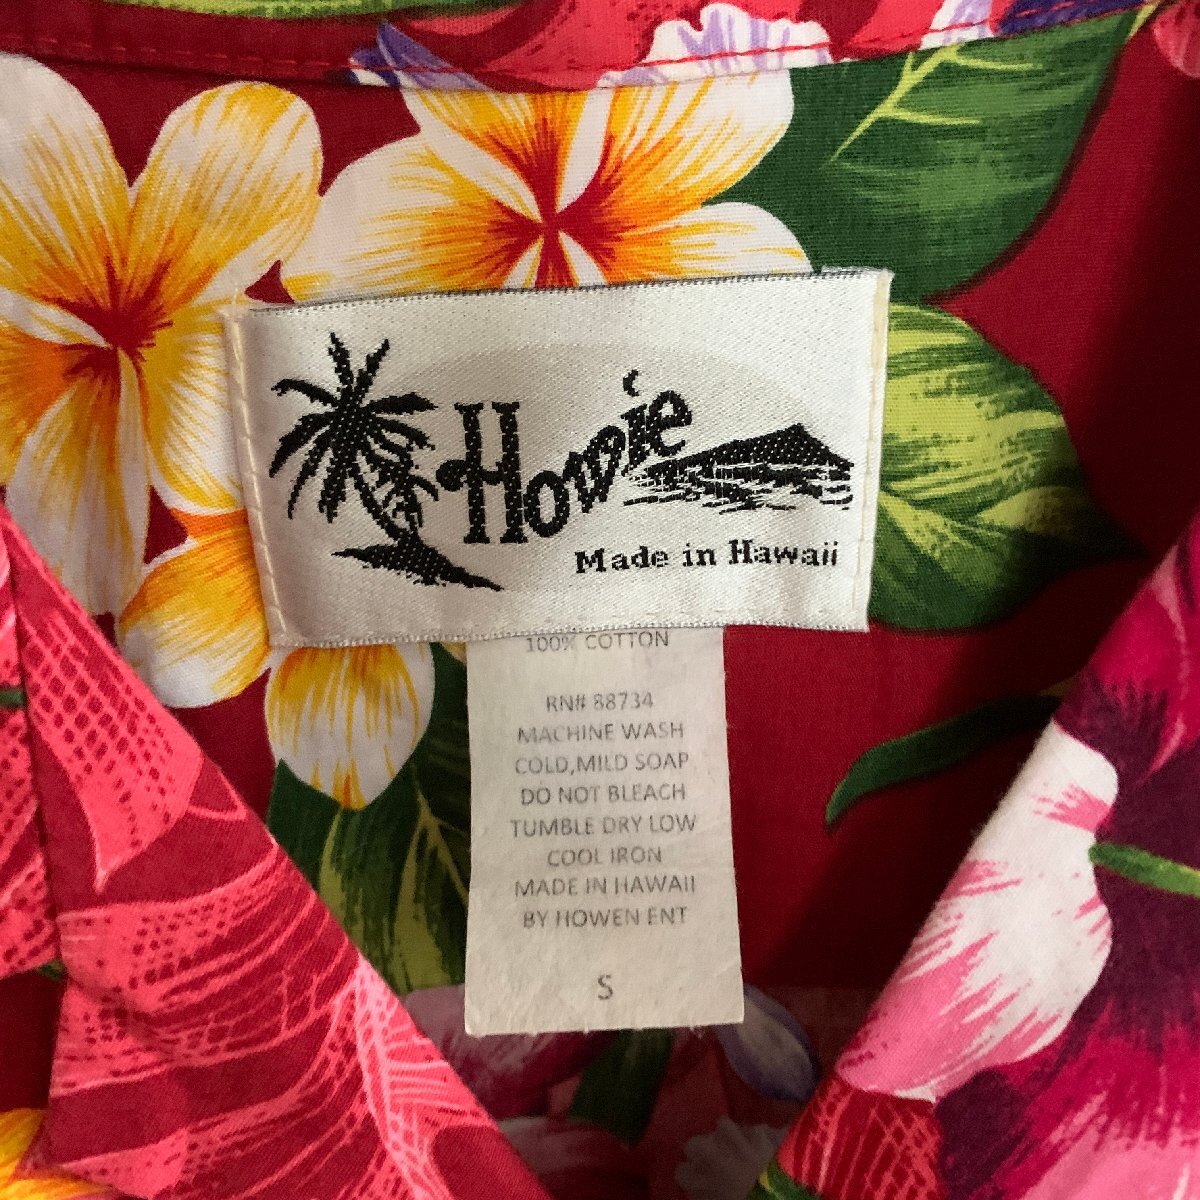 Howie
Made in Hawaii
100% COTTON
RN# 88734
MACHINE WASH
COLD,MILD SOAP
DO NOT BLEACH
TUMBLE DRY LOW
COOL IRON
MADE IN HAWAII
BY HOWEN ENT
S